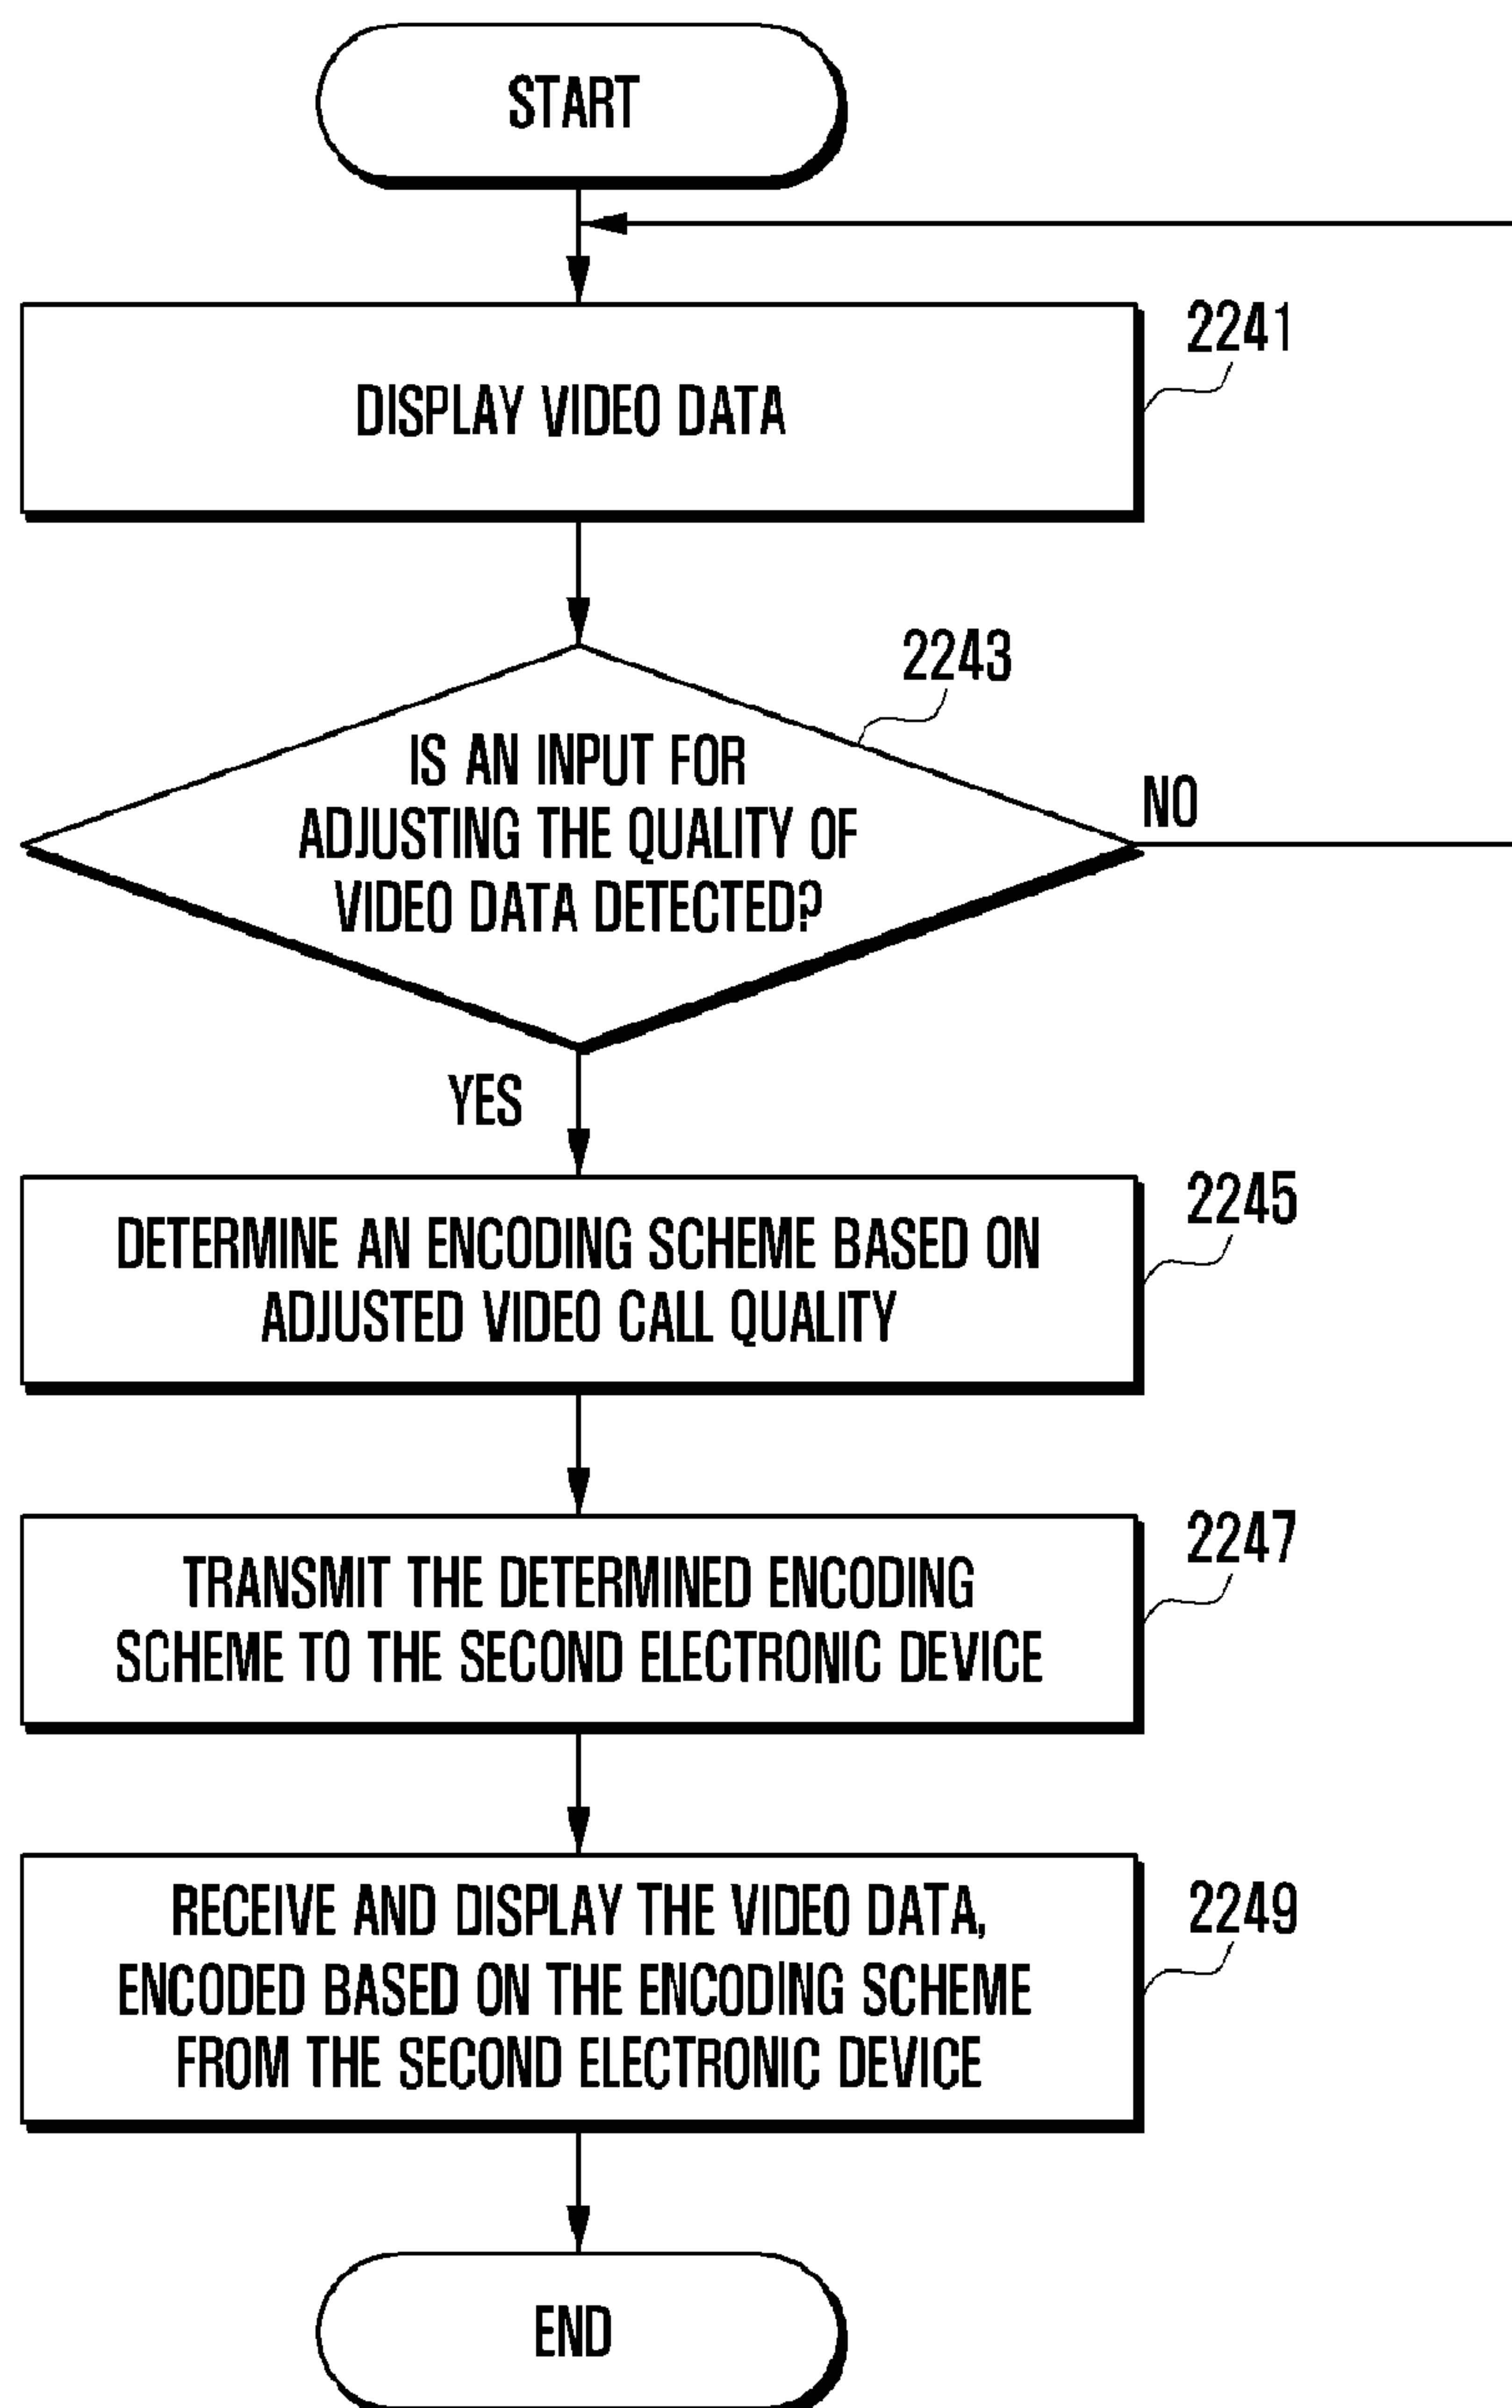 START
2241
DISPLAY VIDEO DATA
2243
IS AN INPUT FOR
ADJUSTING THE QUALITY OF
VIDEO DATA DETECTED?
NO
YES
2245
DETERMINE AN ENCODING SCHEME BASED ON
ADJUSTED VIDEO CALL QUALITY
2247
TRANSMIT THE DETERMINED ENCODING
SCHEME TO THE SECOND ELECTRONIC DEVICE
2249
RECEIVE AND DISPLAY THE VIDEO DATA,
ENCODED BASED ON THE ENCODING SCHEME
FROM THE SECOND ELECTRONIC DEVICE
END